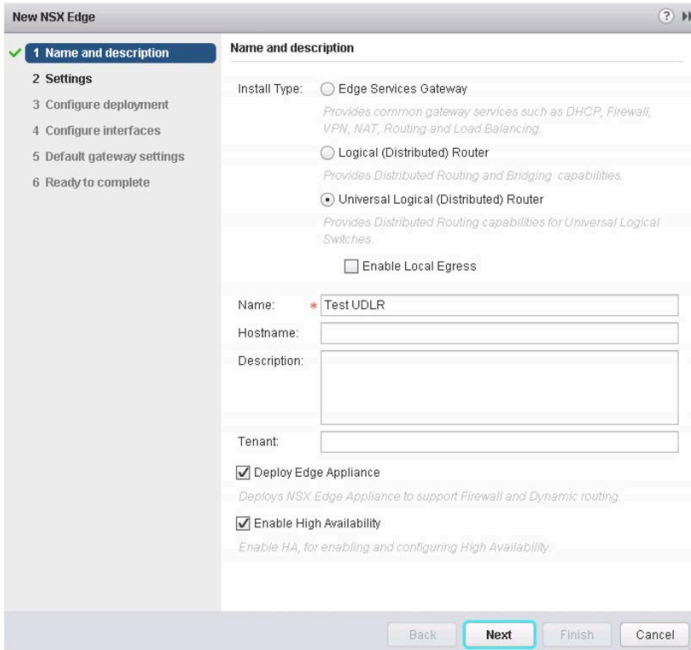 New NSX Edge
?
1 Name and description
2 Settings
3 Configure deployment
4 Configure interfaces
5 Default gateway settings
6 Ready to complete
Name and description
Install Type:
Edge Services Gateway
Provides common gateway services such as DHCP, Firewall,
VPN, NAT, Routing and Load Balancing.
Logical (Distributed) Router
Provides Distributed Routing and Bridging capabilities.
Universal Logical (Distributed) Router
Provides Distributed Routing capabilities for Universal Logical
Switches.
Enable Local Egress
Name: * Test UDLR
Hostname:
Description:
Tenant:
Deploy Edge Appliance
Deploys NSX Edge Appliance to support Firewall and Dynamic routing.
Enable High Availability
Enable HA, for enabling and configuring High Availability.
Back Next Finish Cancel